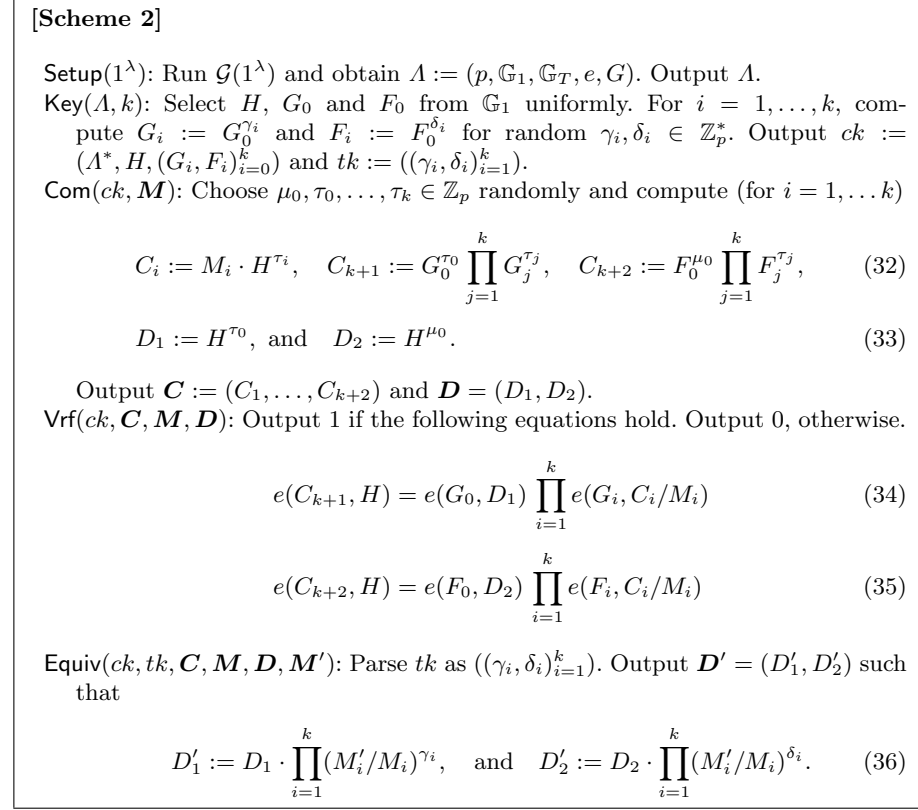 [Scheme 2]
Setup(1^λ): Run 𝒢(1^λ) and obtain Λ := (p, 𝔾_1, 𝔾_T, e, G). Output Λ.
Key(Λ, k): Select H, G_0 and F_0 from 𝔾_1 uniformly. For i = 1, . . . , k, com-
pute G_i := G_0^{γ_i} and F_i := F_0^{δ_i} for random γ_i, δ_i ∈ ℤ_p^*. Output ck :=
(Λ^*, H, (G_i, F_i)_{i=0}^k) and tk := ((γ_i, δ_i)_{i=1}^k).
Com(ck, M): Choose μ_0, τ_0, . . . , τ_k ∈ ℤ_p randomly and compute (for i = 1, . . . k)
C_i := M_i · H^{τ_i}, C_{k+1} := G_0^{τ_0} ∏_{j=1}^k G_j^{τ_j}, C_{k+2} := F_0^{μ_0} ∏_{j=1}^k F_j^{τ_j}, (32)
D_1 := H^{τ_0}, and D_2 := H^{μ_0}. (33)
Output C := (C_1, . . . , C_{k+2}) and D = (D_1, D_2).
Vrf(ck, C, M, D): Output 1 if the following equations hold. Output 0, otherwise.
e(C_{k+1}, H) = e(G_0, D_1) ∏_{i=1}^k e(G_i, C_i/M_i) (34)
e(C_{k+2}, H) = e(F_0, D_2) ∏_{i=1}^k e(F_i, C_i/M_i) (35)
Equiv(ck, tk, C, M, D, M′): Parse tk as ((γ_i, δ_i)_{i=1}^k). Output D′ = (D′_1, D′_2) such
that
D′_1 := D_1 · ∏_{i=1}^k (M′_i/M_i)^{γ_i}, and D′_2 := D_2 · ∏_{i=1}^k (M′_i/M_i)^{δ_i}. (36)